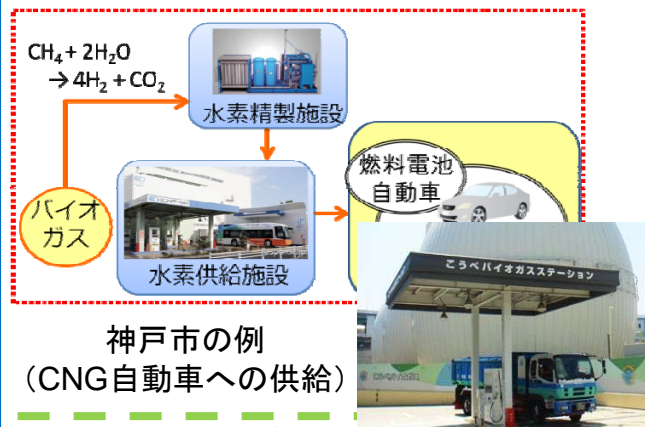 CH₄ + 2H₂O
→4H₂ + CO₂
水素精製施設
バイオ
ガス
水素供給施設
燃料電池
自動車
こうべバイオガスステーション
神戸市の例
（CNG自動車への供給）